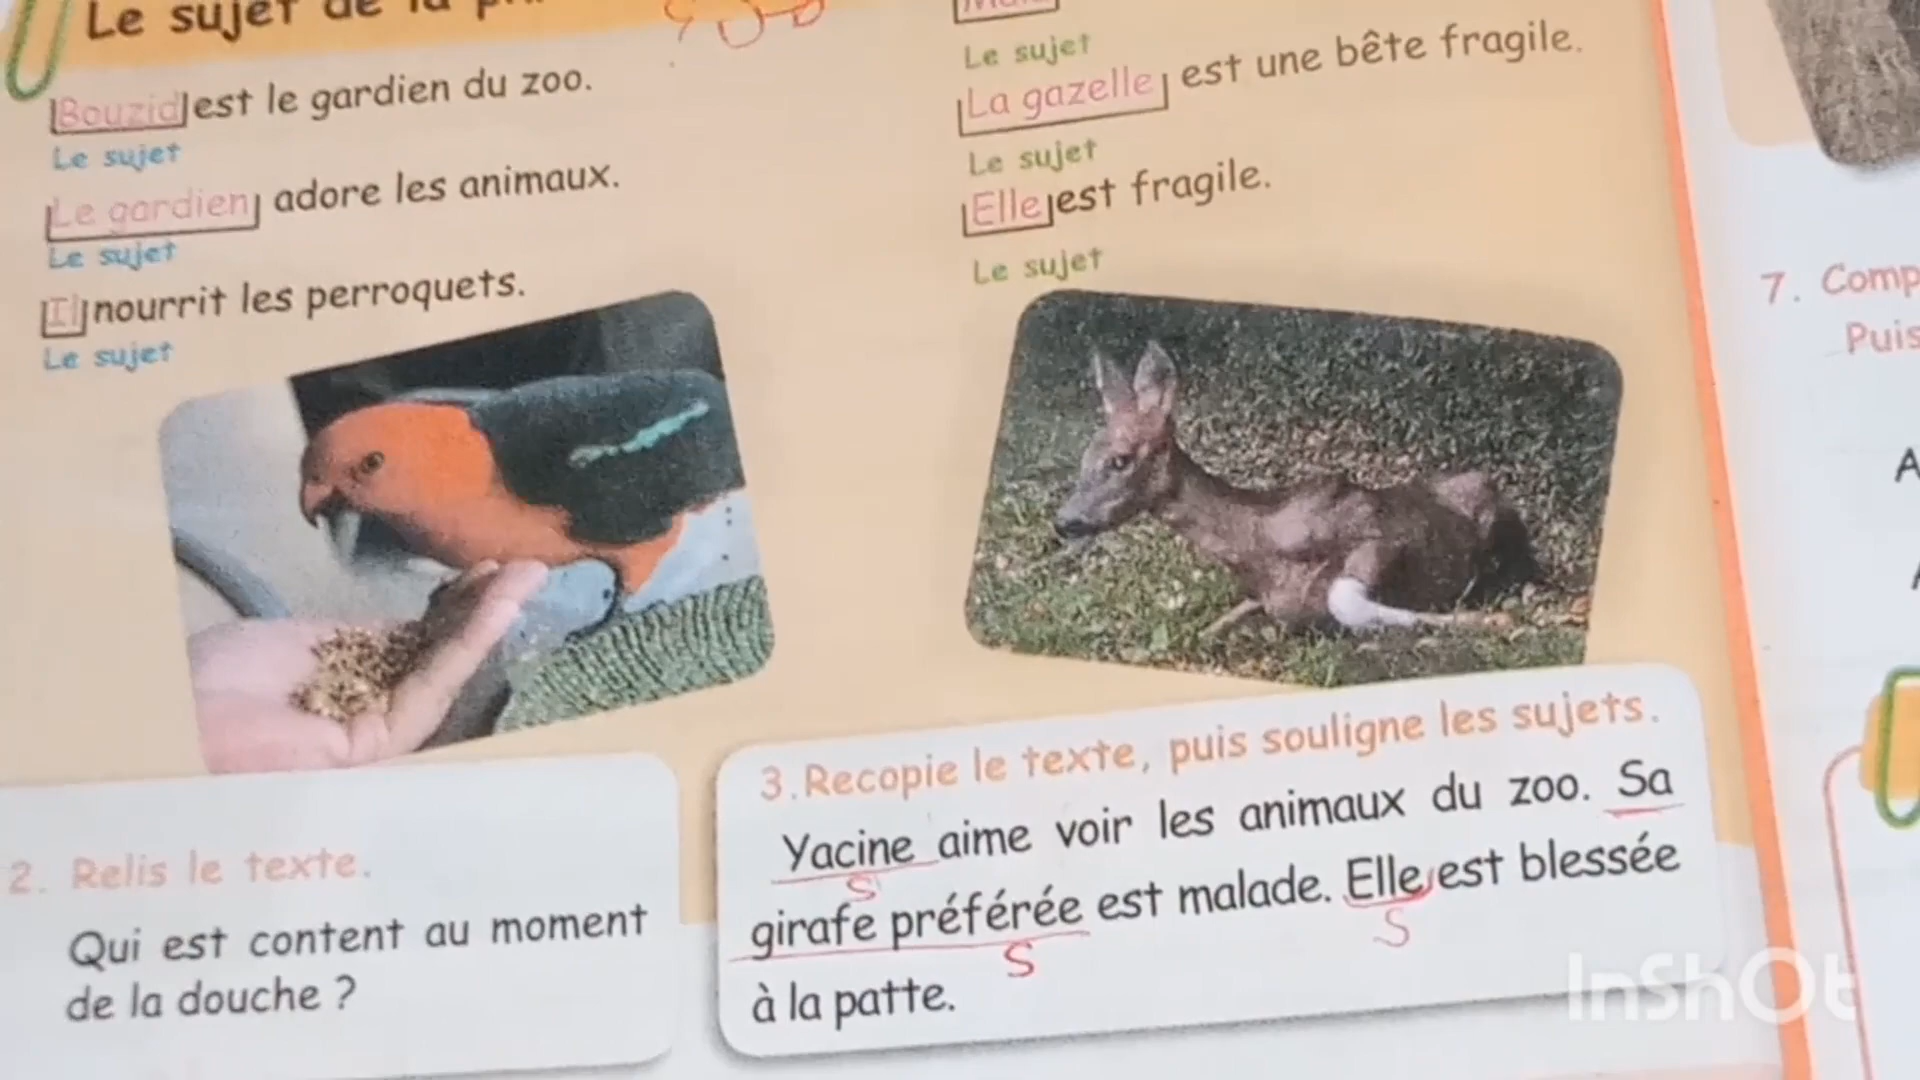 Le sujet de la
Bouzid est le gardien du zoo.
Le sujet
Le gardien adore les animaux.
Le sujet
Il nourrit les perroquets.
Le sujet
Le sujet
La gazelle est une bête fragile.
Le sujet
Elle est fragile.
Le sujet
2. Relis le texte.
Qui est content au moment
de la douche ?
3.Recopie le texte, puis souligne les sujets.
Yacine aime voir les animaux du zoo. Sa
S
girafe préférée est malade. Elle est blessée
S S
à la patte.
7. Comp
Puis
A
InShOt